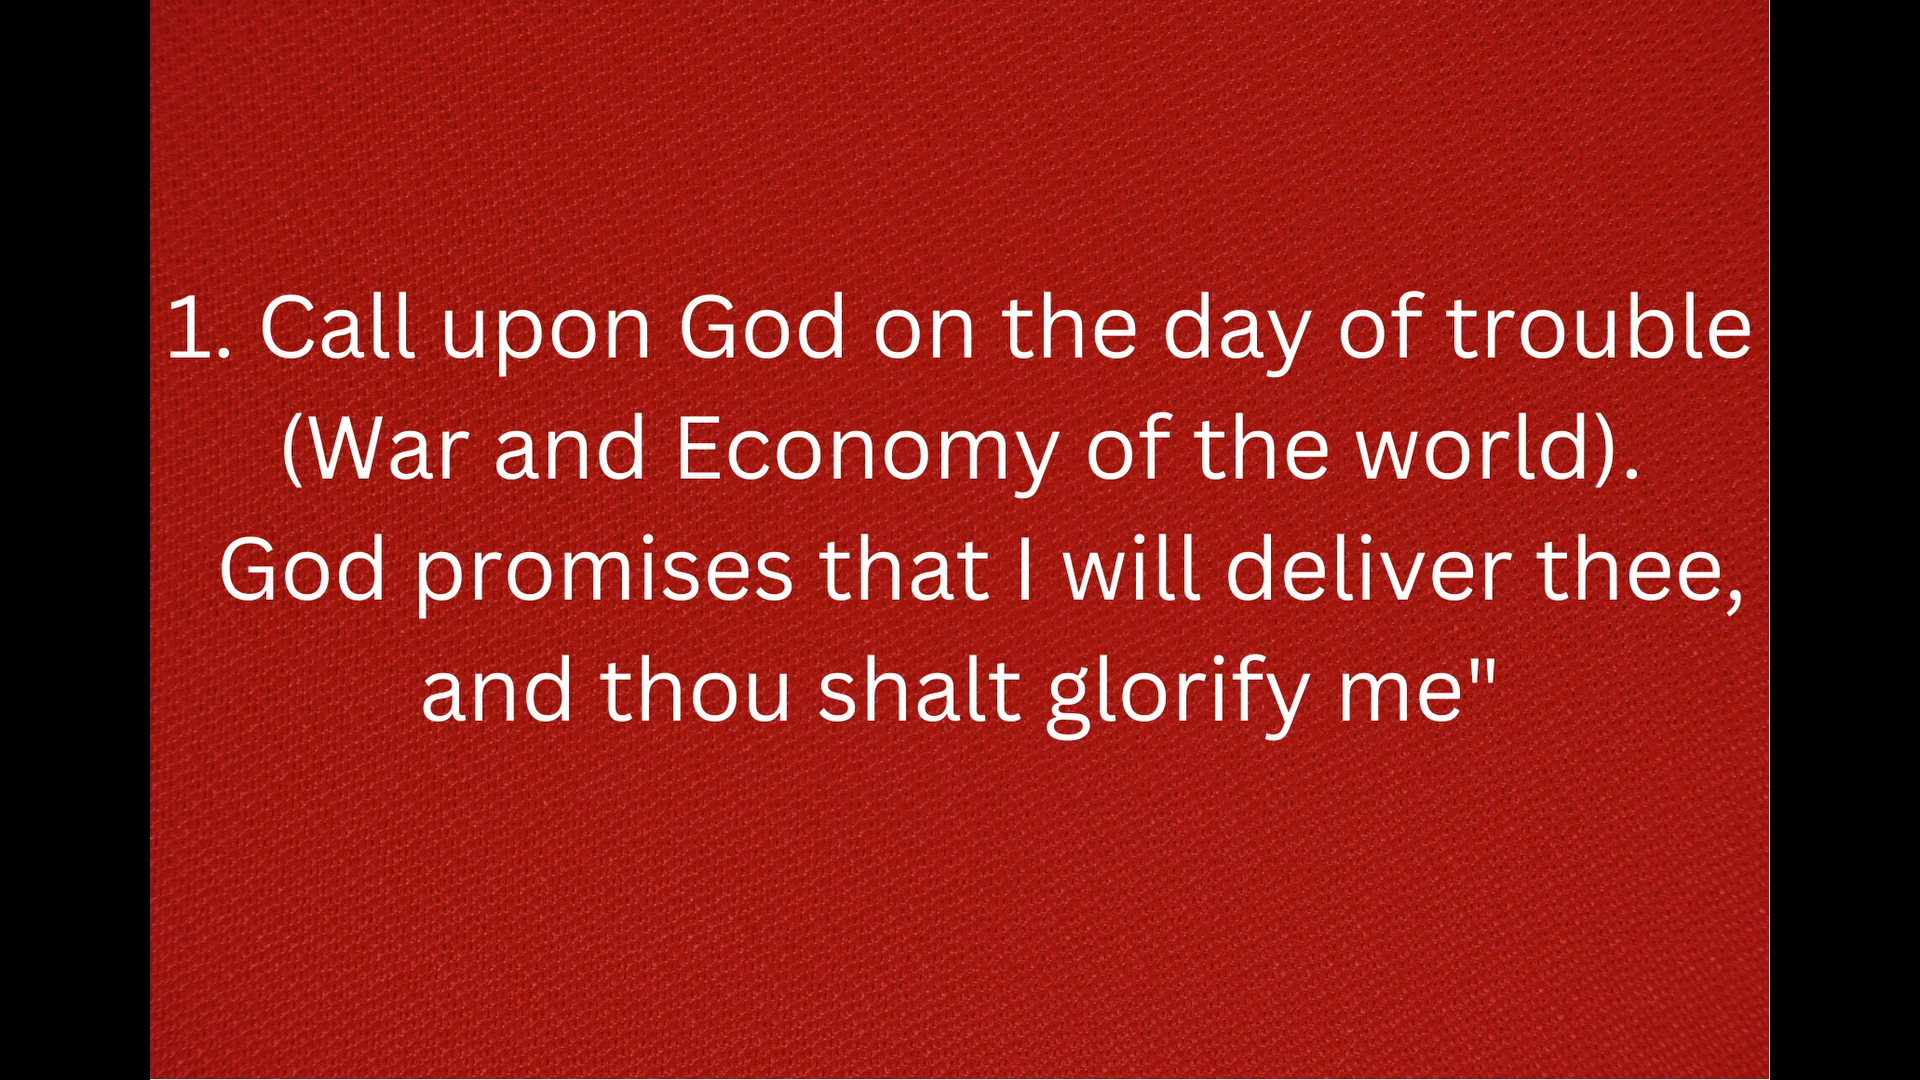 1. Call upon God on the day of trouble
(War and Economy of the world).
God promises that I will deliver thee,
and thou shalt glorify me"